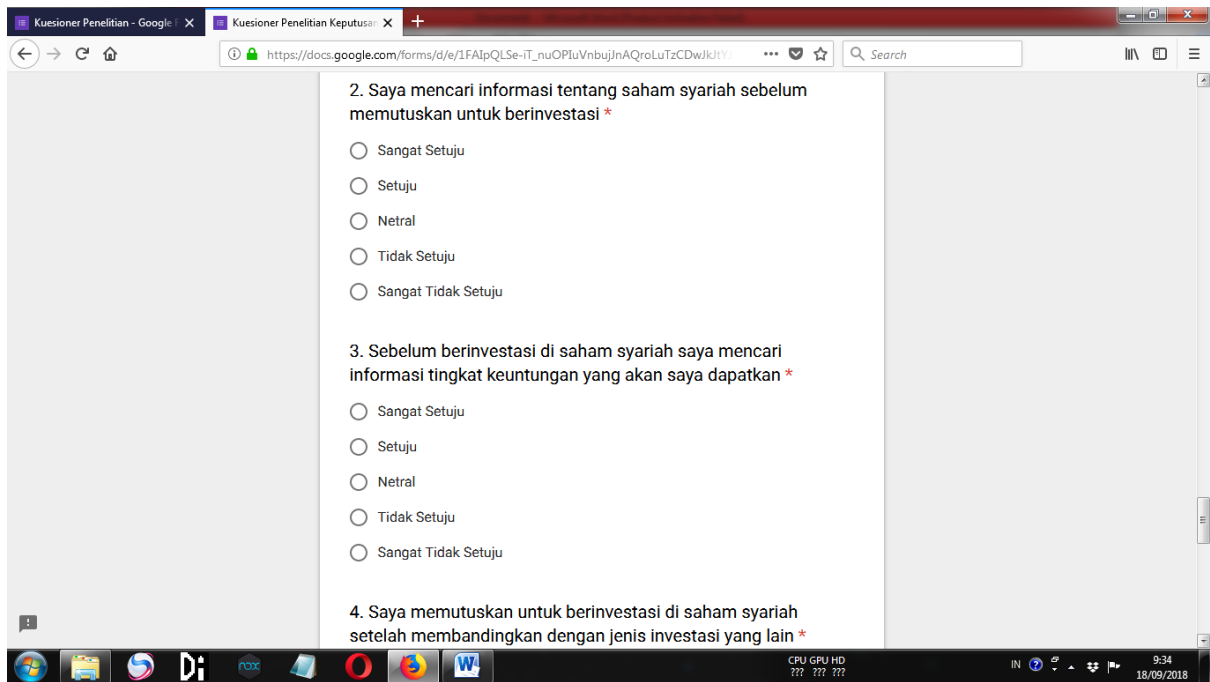 Kuesioner Penelitian - Google F
Kuesioner Penelitian Keputusan
https://docs.google.com/forms/d/e/1FAIpQLSe-iT_nuOPIuVnbujJnAQroLuTzCDwJkJtY
Search
2. Saya mencari informasi tentang saham syariah sebelum
memutuskan untuk berinvestasi *
Sangat Setuju
Setuju
Netral
Tidak Setuju
Sangat Tidak Setuju
3. Sebelum berinvestasi di saham syariah saya mencari
informasi tingkat keuntungan yang akan saya dapatkan *
Sangat Setuju
Setuju
Netral
Tidak Setuju
Sangat Tidak Setuju
4. Saya memutuskan untuk berinvestasi di saham syariah
setelah membandingkan dengan jenis investasi yang lain *
nox
CPU GPU HD
??? ??? ???
IN
9:34
18/09/2018